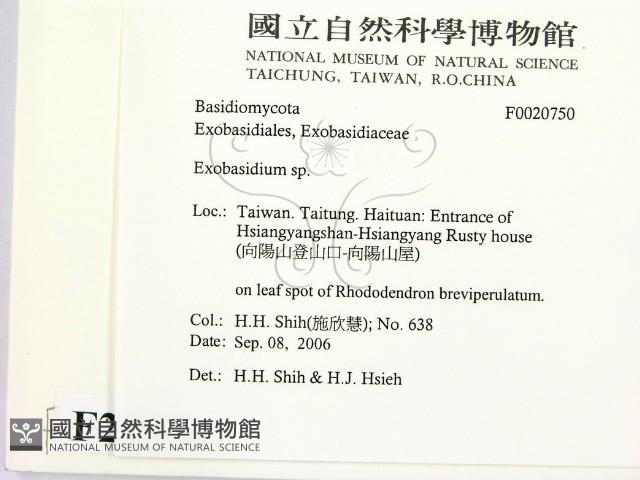 國立自然科學博物館
NATIONAL MUSEUM OF NATURAL SCIENCE
TAICHUNG, TAIWAN, R.O.CHINA
Basidiomycota F0020750
Exobasidiales, Exobasidiaceae
Exobasidium sp.
Loc.: Taiwan. Taitung. Haituan: Entrance of
Hsiangyangshan-Hsiangyang Rusty house
(向陽山登山口-向陽山屋)
on leaf spot of Rhododendron breviperulatum.
Col.: H.H. Shih(施欣慧); No. 638
Date: Sep. 08, 2006
Det.: H.H. Shih & H.J. Hsieh
國立自然科學博物館
NATIONAL MUSEUM OF NATURAL SCIENCE